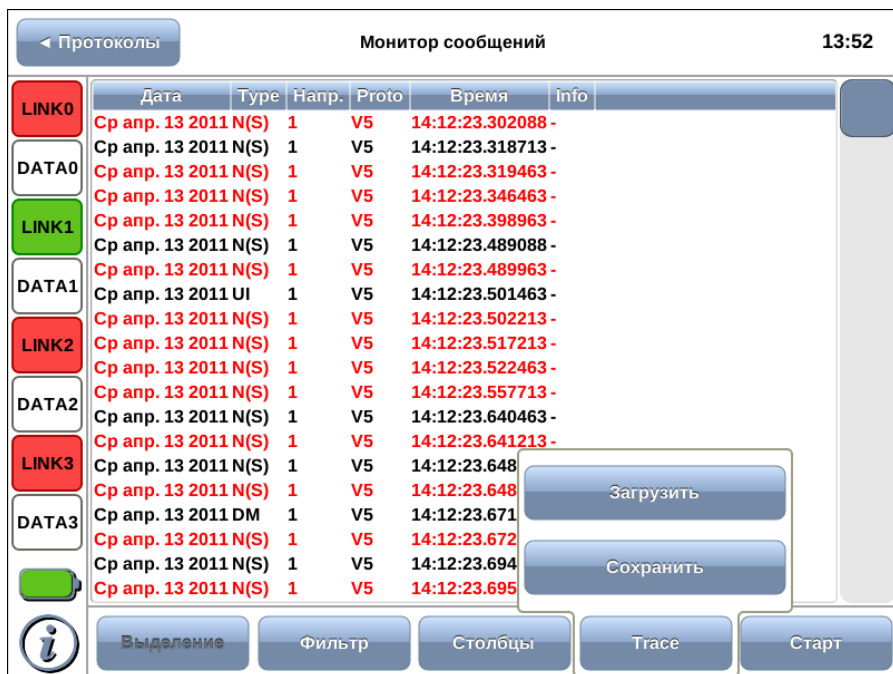 ◄ Протоколы
Монитор сообщений
13:52
LINK0
DATA0
LINK1
DATA1
LINK2
DATA2
LINK3
DATA3
Дата Type Напр. Proto Время Info
Ср апр. 13 2011 N(S) 1 V5 14:12:23.302088 -
Ср апр. 13 2011 N(S) 1 V5 14:12:23.318713 -
Ср апр. 13 2011 N(S) 1 V5 14:12:23.319463 -
Ср апр. 13 2011 N(S) 1 V5 14:12:23.346463 -
Ср апр. 13 2011 N(S) 1 V5 14:12:23.398963 -
Ср апр. 13 2011 N(S) 1 V5 14:12:23.489088 -
Ср апр. 13 2011 N(S) 1 V5 14:12:23.489963 -
Ср апр. 13 2011 UI 1 V5 14:12:23.501463 -
Ср апр. 13 2011 N(S) 1 V5 14:12:23.502213 -
Ср апр. 13 2011 N(S) 1 V5 14:12:23.517213 -
Ср апр. 13 2011 N(S) 1 V5 14:12:23.522463 -
Ср апр. 13 2011 N(S) 1 V5 14:12:23.557713 -
Ср апр. 13 2011 N(S) 1 V5 14:12:23.640463 -
Ср апр. 13 2011 N(S) 1 V5 14:12:23.641213 -
Ср апр. 13 2011 N(S) 1 V5 14:12:23.648
Ср апр. 13 2011 N(S) 1 V5 14:12:23.648
Ср апр. 13 2011 DM 1 V5 14:12:23.671
Ср апр. 13 2011 N(S) 1 V5 14:12:23.672
Ср апр. 13 2011 N(S) 1 V5 14:12:23.694
Ср апр. 13 2011 N(S) 1 V5 14:12:23.695
Загрузить
Сохранить
i
Выделение
Фильтр
Столбцы
Trace
Старт